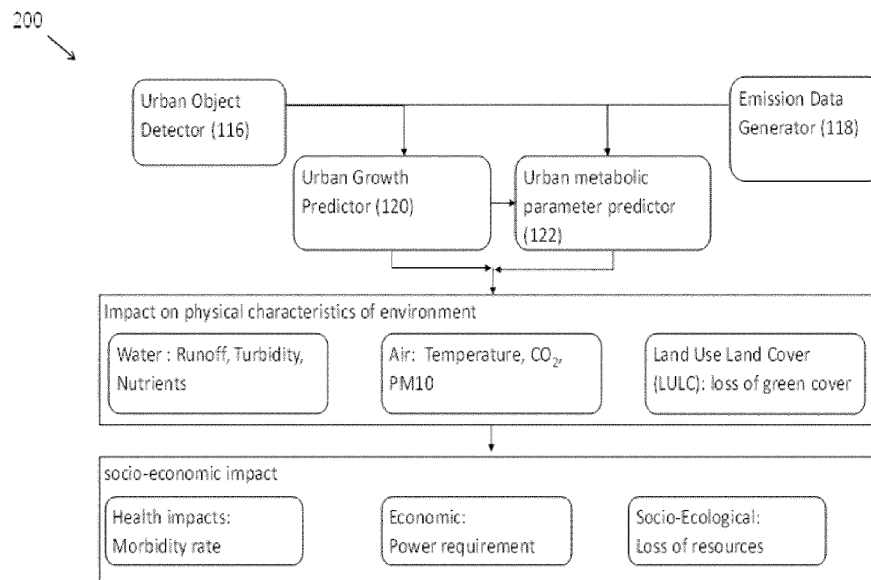 200
Urban Object
Detector (116)
Emission Data
Generator (118)
Urban Growth
Predictor (120)
Urban metabolic
parameter predictor
(122)
Impact on physical characteristics of environment
Water : Runoff, Turbidity,
Nutrients
Air: Temperature, CO₂,
PM10
Land Use Land Cover
(LULC): loss of green cover
socio-economic impact
Health impacts:
Morbidity rate
Economic:
Power requirement
Socio-Ecological:
Loss of resources